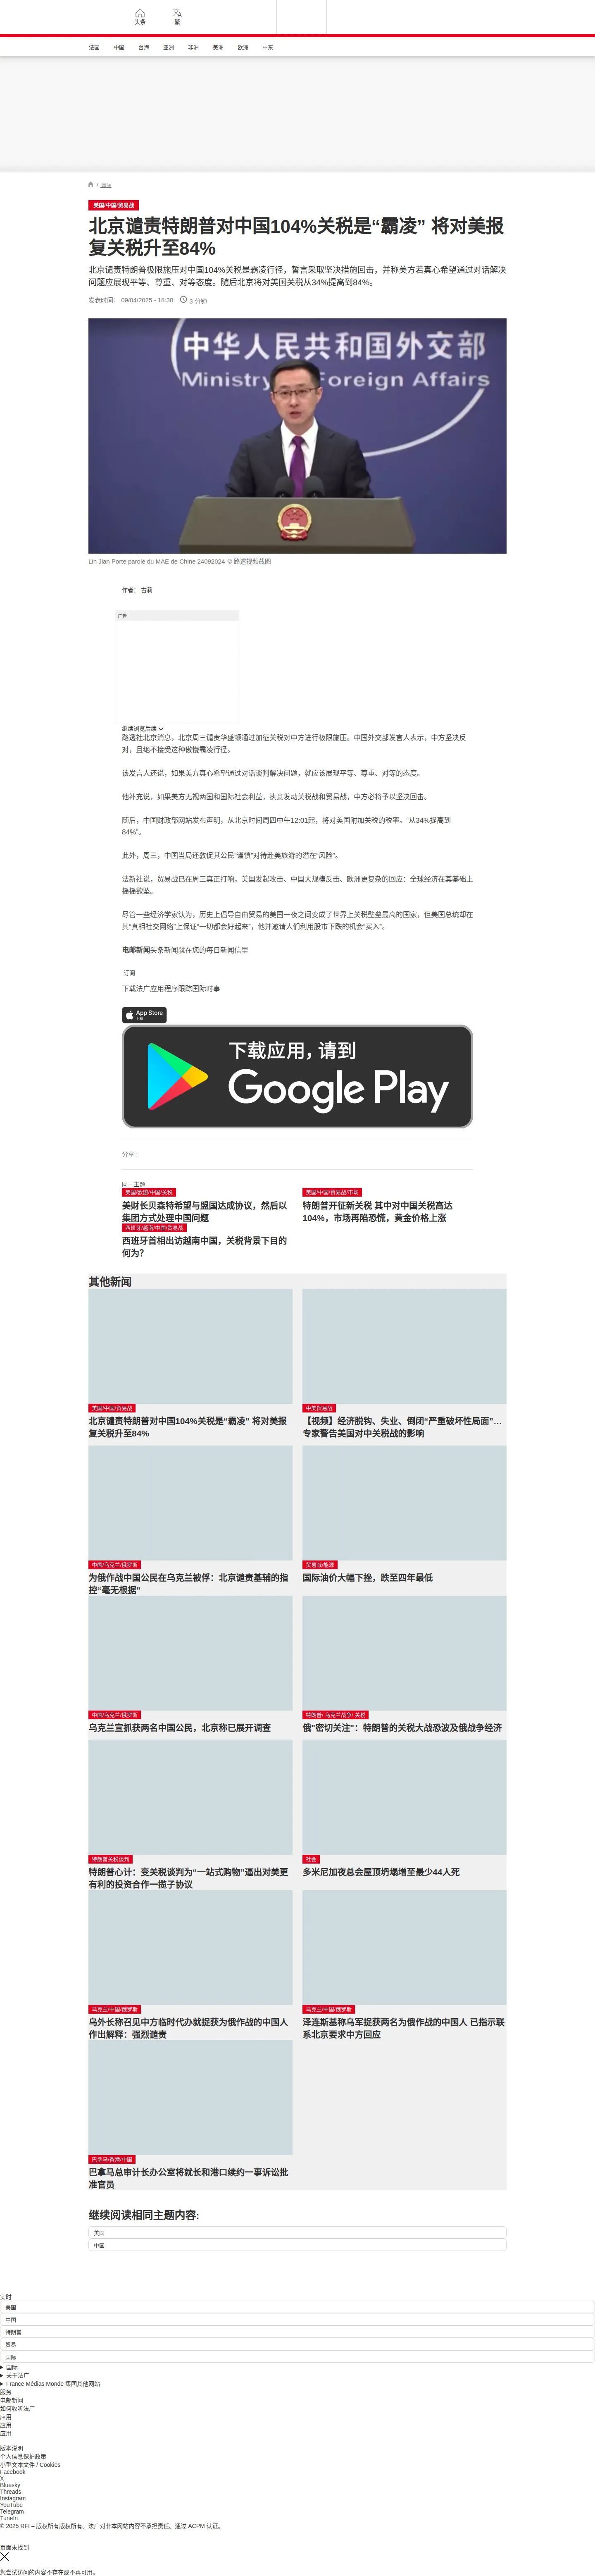 头条
繁
法国
中国
台海
亚洲
非洲
美洲
欧洲
中东
/ 国际
美国/中国/贸易战
北京谴责特朗普对中国104%关税是“霸凌” 将对美报
复关税升至84%
北京谴责特朗普极限施压对中国104%关税是霸凌行径，誓言采取坚决措施回击，并称美方若真心希望通过对话解决
问题应展现平等、尊重、对等态度。随后北京将对美国关税从34%提高到84%。
发表时间： 09/04/2025 - 18:38
3 分钟
中华人民共和国外交部
Ministry of Foreign Affairs
Lin Jian Porte parole du MAE de Chine 24092024 © 路透视频截图
作者： 古莉
广告
继续浏览后续
路透社北京消息，北京周三谴责华盛顿通过加征关税对中方进行极限施压。中国外交部发言人表示，中方坚决反
对，且绝不接受这种傲慢霸凌行径。
该发言人还说，如果美方真心希望通过对话谈判解决问题，就应该展现平等、尊重、对等的态度。
他补充说，如果美方无视两国和国际社会利益，执意发动关税战和贸易战，中方必将予以坚决回击。
随后，中国财政部网站发布声明，从北京时间周四中午12:01起，将对美国附加关税的税率。“从34%提高到
84%”。
此外，周三，中国当局还敦促其公民“谨慎”对待赴美旅游的潜在“风险”。
法新社说，贸易战已在周三真正打响，美国发起攻击、中国大规模反击、欧洲更复杂的回应：全球经济在其基础上
摇摇欲坠。
尽管一些经济学家认为，历史上倡导自由贸易的美国一夜之间变成了世界上关税壁垒最高的国家，但美国总统却在
其“真相社交网络”上保证“一切都会好起来”，他并邀请人们利用股市下跌的机会“买入”。
电邮新闻头条新闻就在您的每日新闻信里
订阅
下载法广应用程序跟踪国际时事
App Store
下载
下载应用，请到
Google Play
分享 :
同一主题
美国/欧盟/中国/关税
美财长贝森特希望与盟国达成协议，然后以
集团方式处理中国问题
美国/中国/贸易战/市场
特朗普开征新关税 其中对中国关税高达
104%，市场再陷恐慌，黄金价格上涨
西班牙/越南/中国/贸易战
西班牙首相出访越南中国，关税背景下目的
何为？
其他新闻
美国/中国/贸易战
北京谴责特朗普对中国104%关税是“霸凌” 将对美报
复关税升至84%
中美贸易战
【视频】经济脱钩、失业、倒闭“严重破坏性局面”…
专家警告美国对中关税战的影响
中国/乌克兰/俄罗斯
为俄作战中国公民在乌克兰被俘：北京谴责基辅的指
控“毫无根据”
贸易战/能源
国际油价大幅下挫，跌至四年最低
中国/乌克兰/俄罗斯
乌克兰宣抓获两名中国公民，北京称已展开调查
特朗普/ 乌克兰战争/ 关税
俄"密切关注"：特朗普的关税大战恐波及俄战争经济
特朗普关税谈判
特朗普心计：变关税谈判为“一站式购物”逼出对美更
有利的投资合作一揽子协议
社会
多米尼加夜总会屋顶坍塌增至最少44人死
乌克兰/中国/俄罗斯
乌外长称召见中方临时代办就捉获为俄作战的中国人
作出解释：强烈谴责
乌克兰/中国/俄罗斯
泽连斯基称乌军捉获两名为俄作战的中国人 已指示联
系北京要求中方回应
巴拿马/香港/中国
巴拿马总审计长办公室将就长和港口续约一事诉讼批
准官员
继续阅读相同主题内容:
美国
中国
实时
美国
中国
特朗普
贸易
国际
国际
关于法广
France Médias Monde 集团其他网站
服务
电邮新闻
如何收听法广
应用
应用
应用
版本说明
个人信息保护政策
小型文本文件 / Cookies
Facebook
X
Bluesky
Threads
Instagram
YouTube
Telegram
TuneIn
© 2025 RFI – 版权所有版权所有。法广对非本网站内容不承担责任。通过 ACPM 认证。
页面未找到
您尝试访问的内容不存在或不再可用。